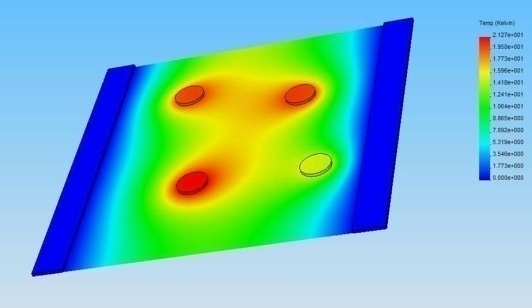 Temp (Kelvin)
2.127e+001
1.950e+001
1.773e+001
1.596e+001
1.418e+001
1.241e+001
1.064e+001
8.865e+000
7.092e+000
5.319e+000
3.546e+000
1.773e+000
0.000e+000